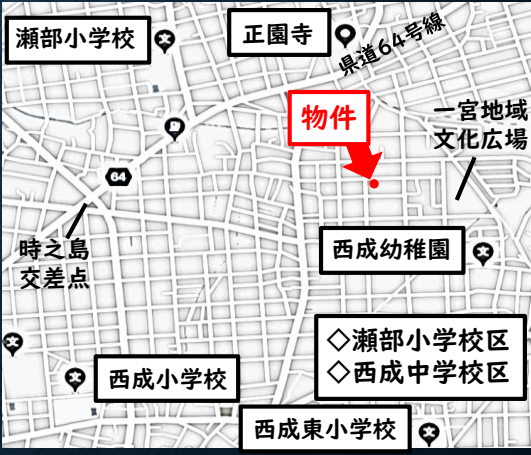 瀬部小学校
正園寺
県道64号線
物件
一宮地域
文化広場
64
時之島
交差点
西成幼稚園
◇瀬部小学校区
◇西成中学校区
西成小学校
西成東小学校